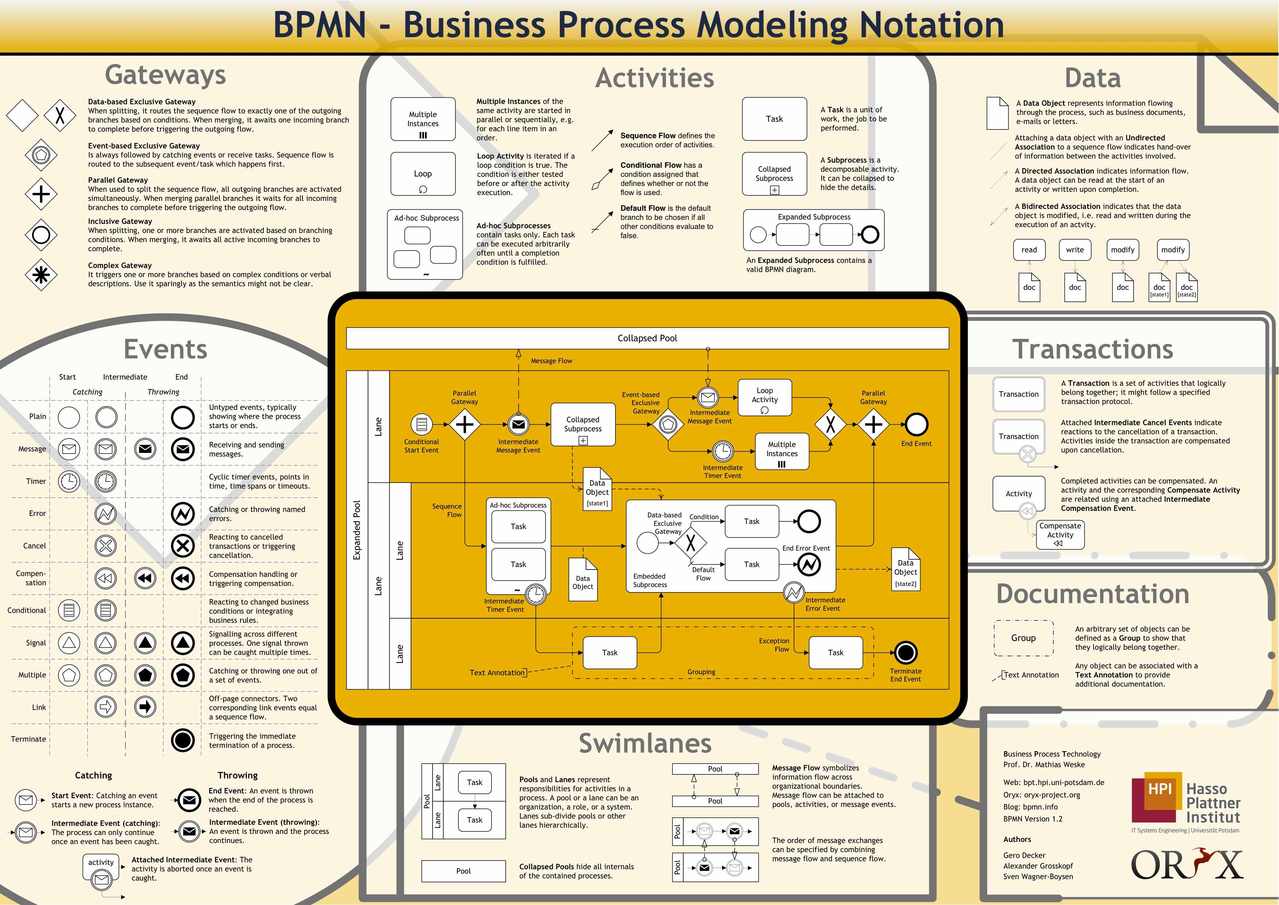 BPMN - Business Process Modeling Notation
Gateways
Data-based Exclusive Gateway
When splitting, it routes the sequence flow to exactly one of the outgoing
branches based on conditions. When merging, it awaits one incoming branch
to complete before triggering the outgoing flow.
Event-based Exclusive Gateway
Is always followed by catching events or receive tasks. Sequence flow is
routed to the subsequent event/task which happens first.
Parallel Gateway
When used to split the sequence flow, all outgoing branches are activated
simultaneously. When merging parallel branches it waits for all incoming
branches to complete before triggering the outgoing flow.
Inclusive Gateway
When splitting, one or more branches are activated based on branching
conditions. When merging, it awaits all active incoming branches to
complete.
Complex Gateway
It triggers one or more branches based on complex conditions or verbal
descriptions. Use it sparingly as the semantics might not be clear.
Activities
Multiple
Instances
Multiple Instances of the
same activity are started in
parallel or sequentially, e.g.
for each line item in an
order.
Loop
Loop Activity is iterated if a
loop condition is true. The
condition is either tested
before or after the activity
execution.
Ad-hoc Subprocess
~
Ad-hoc Subprocesses
contain tasks only. Each task
can be executed arbitrarily
often until a completion
condition is fulfilled.
Sequence Flow defines the
execution order of activities.
Conditional Flow has a
condition assigned that
defines whether or not the
flow is used.
Default Flow is the default
branch to be chosen if all
other conditions evaluate to
false.
Task
A Task is a unit of
work, the job to be
performed.
Collapsed
Subprocess
A Subprocess is a
decomposable activity.
It can be collapsed to
hide the details.
Expanded Subprocess
An Expanded Subprocess contains a
valid BPMN diagram.
Data
A Data Object represents information flowing
through the process, such as business documents,
e-mails or letters.
Attaching a data object with an Undirected
Association to a sequence flow indicates hand-over
of information between the activities involved.
A Directed Association indicates information flow.
A data object can be read at the start of an
activity or written upon completion.
A Bidirected Association indicates that the data
object is modified, i.e. read and written during the
execution of an activity.
read
write
modify
modify
doc
doc
doc
doc
[state1]
doc
[state2]
Events
Start
Intermediate
End
Catching
Throwing
Plain
Untyped events, typically
showing where the process
starts or ends.
Message
Receiving and sending
messages.
Timer
Cyclic timer events, points in
time, time spans or timeouts.
Error
Catching or throwing named
errors.
Cancel
Reacting to cancelled
transactions or triggering
cancellation.
Compen-
sation
Compensation handling or
triggering compensation.
Conditional
Reacting to changed business
conditions or integrating
business rules.
Signal
Signalling across different
processes. One signal thrown
can be caught multiple times.
Multiple
Catching or throwing one out of
a set of events.
Link
Off-page connectors. Two
corresponding link events equal
a sequence flow.
Terminate
Triggering the immediate
termination of a process.
Catching
Start Event: Catching an event
starts a new process instance.
Intermediate Event (catching):
The process can only continue
once an event has been caught.
Throwing
End Event: An event is thrown
when the end of the process is
reached.
Intermediate Event (throwing):
An event is thrown and the process
continues.
activity
Attached Intermediate Event: The
activity is aborted once an event is
caught.
Collapsed Pool
Message Flow
Expanded Pool
Lane
Conditional
Start Event
Parallel
Gateway
Intermediate
Message Event
Collapsed
Subprocess
Event-based
Exclusive
Gateway
Intermediate
Message Event
Loop
Activity
Intermediate
Timer Event
Multiple
Instances
Parallel
Gateway
End Event
Data
Object
[state1]
Lane
Lane
Sequence
Flow
Ad-hoc Subprocess
Task
Task
~
Intermediate
Timer Event
Data
Object
Data-based
Exclusive
Gateway
Condition
Task
Default
Flow
Task
End Error Event
Embedded
Subprocess
Intermediate
Error Event
Data
Object
[state2]
Lane
Text Annotation
Task
Grouping
Exception
Flow
Task
Terminate
End Event
Transactions
Transaction
A Transaction is a set of activities that logically
belong together; it might follow a specified
transaction protocol.
Transaction
Attached Intermediate Cancel Events indicate
reactions to the cancellation of a transaction.
Activities inside the transaction are compensated
upon cancellation.
Activity
Compensate
Activity
Completed activities can be compensated. An
activity and the corresponding Compensate Activity
are related using an attached Intermediate
Compensation Event.
Documentation
Group
An arbitrary set of objects can be
defined as a Group to show that
they logically belong together.
Text Annotation
Any object can be associated with a
Text Annotation to provide
additional documentation.
Swimlanes
Pool
Lane
Task
Lane
Task
Pools and Lanes represent
responsibilities for activities in a
process. A pool or a lane can be an
organization, a role, or a system.
Lanes sub-divide pools or other
lanes hierarchically.
Pool
Collapsed Pools hide all internals
of the contained processes.
Pool
Pool
Message Flow symbolizes
information flow across
organizational boundaries.
Message flow can be attached to
pools, activities, or message events.
Pool
Pool
The order of message exchanges
can be specified by combining
message flow and sequence flow.
Business Process Technology
Prof. Dr. Mathias Weske
Web: bpt.hpi.uni-potsdam.de
Oryx: oryx-project.org
Blog: bpmn.info
BPMN Version 1.2
Authors
Gero Decker
Alexander Grosskopf
Sven Wagner-Boysen
HPI
Hasso
Plattner
Institut
IT Systems Engineering | Universität Potsdam
ORYX